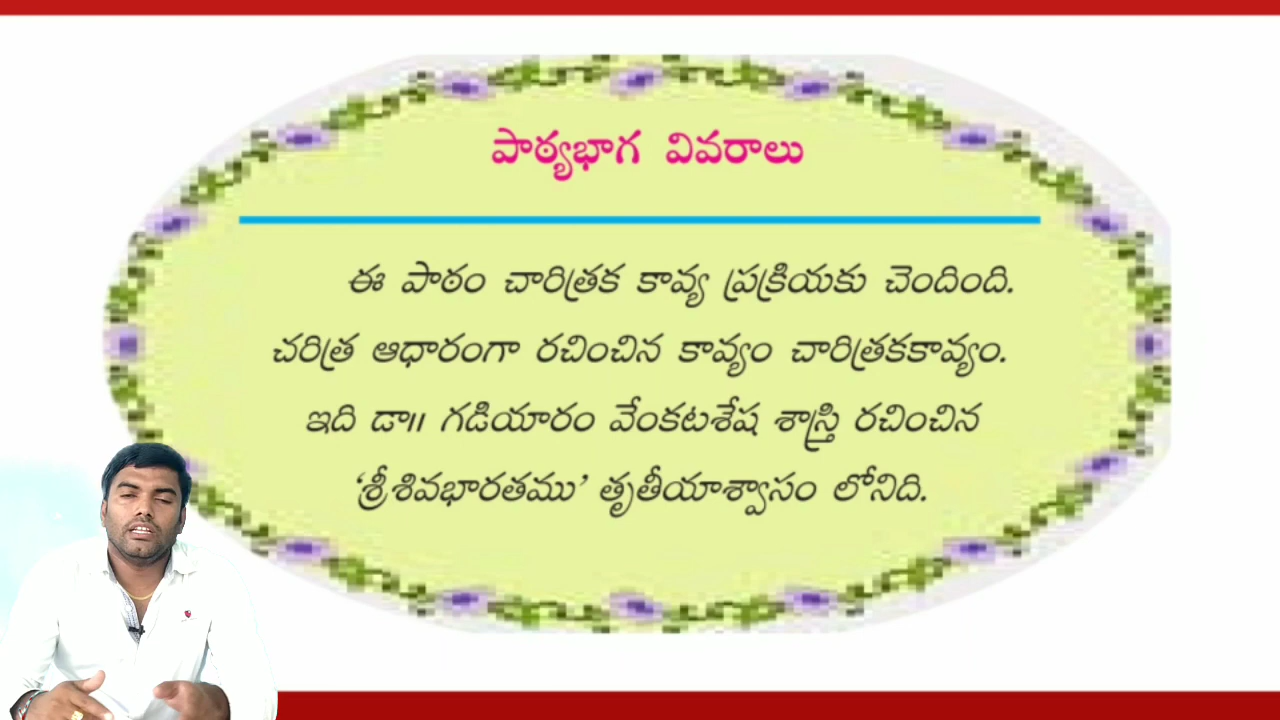 పాఠ్యభాగ వివరాలు
ఈ పాఠం చారిత్రక కావ్య ప్రక్రియకు చెందింది.
చరిత్ర ఆధారంగా రచించిన కావ్యం చారిత్రకకావ్యం.
ఇది డా॥ గడియారం వేంకటశేష శాస్త్రి రచించిన
‘శ్రీశివభారతము’ తృతీయాశ్వాసం లోనిది.